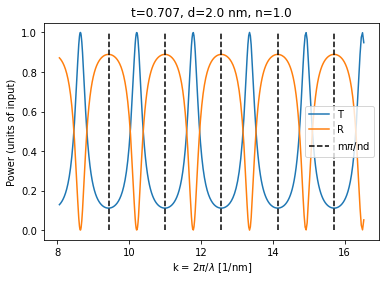 t=0.707, d=2.0 nm, n=1.0
1.0
0.8
0.6
0.4
0.2
0.0
Power (units of input)
T
R
mπ/nd
8
10
12
14
16
k = 2π/λ [1/nm]